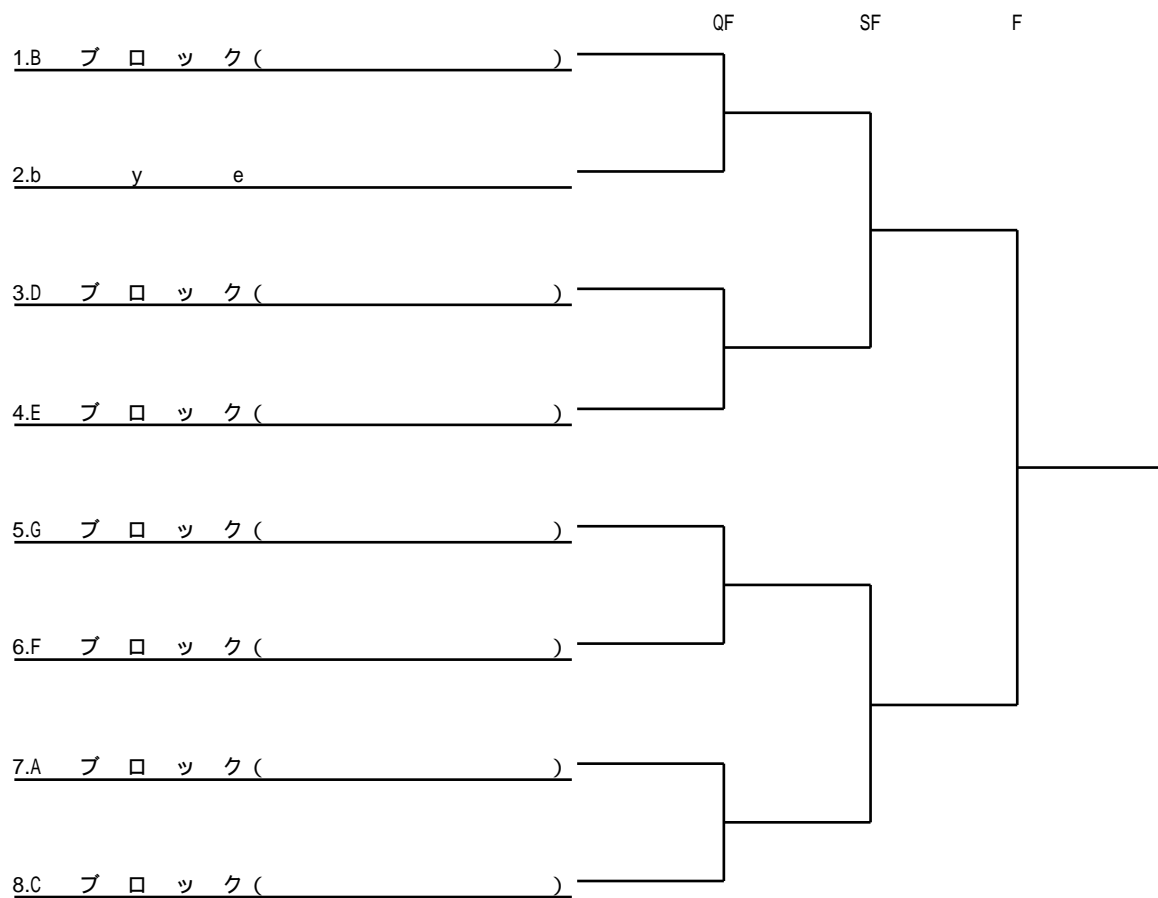 QF SF F
1.B ブ ロ ッ ク ( )
2.b y e
3.D ブ ロ ッ ク ( )
4.E ブ ロ ッ ク ( )
5.G ブ ロ ッ ク ( )
6.F ブ ロ ッ ク ( )
7.A ブ ロ ッ ク ( )
8.C ブ ロ ッ ク ( )